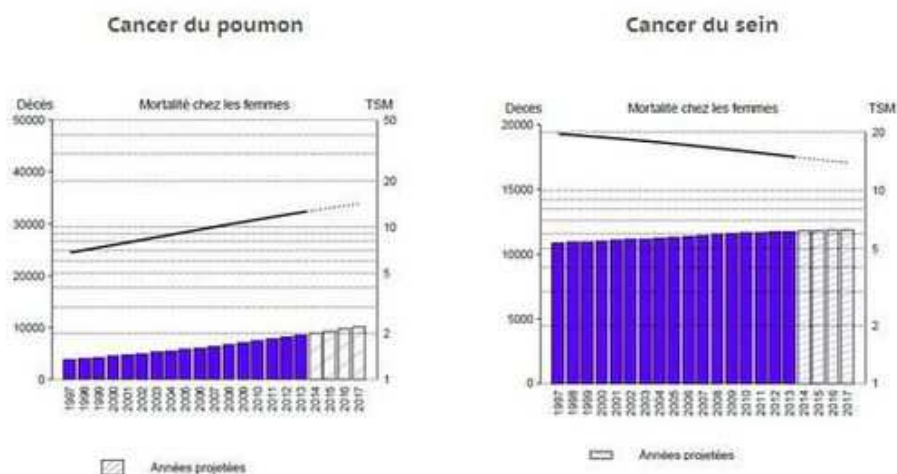 Cancer du poumon
Décès Mortalité chez les femmes TSM
50000
40000
30000
20000
10000
0
50
20
10
5
2
1
1997 1998 1999 2000 2001 2002 2003 2004 2005 2006 2007 2008 2009 2010 2011 2012 2013 2014 2015 2016 2017
Années projetées
Cancer du sein
Décès Mortalité chez les femmes TSM
20000
15000
10000
5000
0
20
10
5
2
1
1997 1998 1999 2000 2001 2002 2003 2004 2005 2006 2007 2008 2009 2010 2011 2012 2013 2014 2015 2016 2017
Années projetées